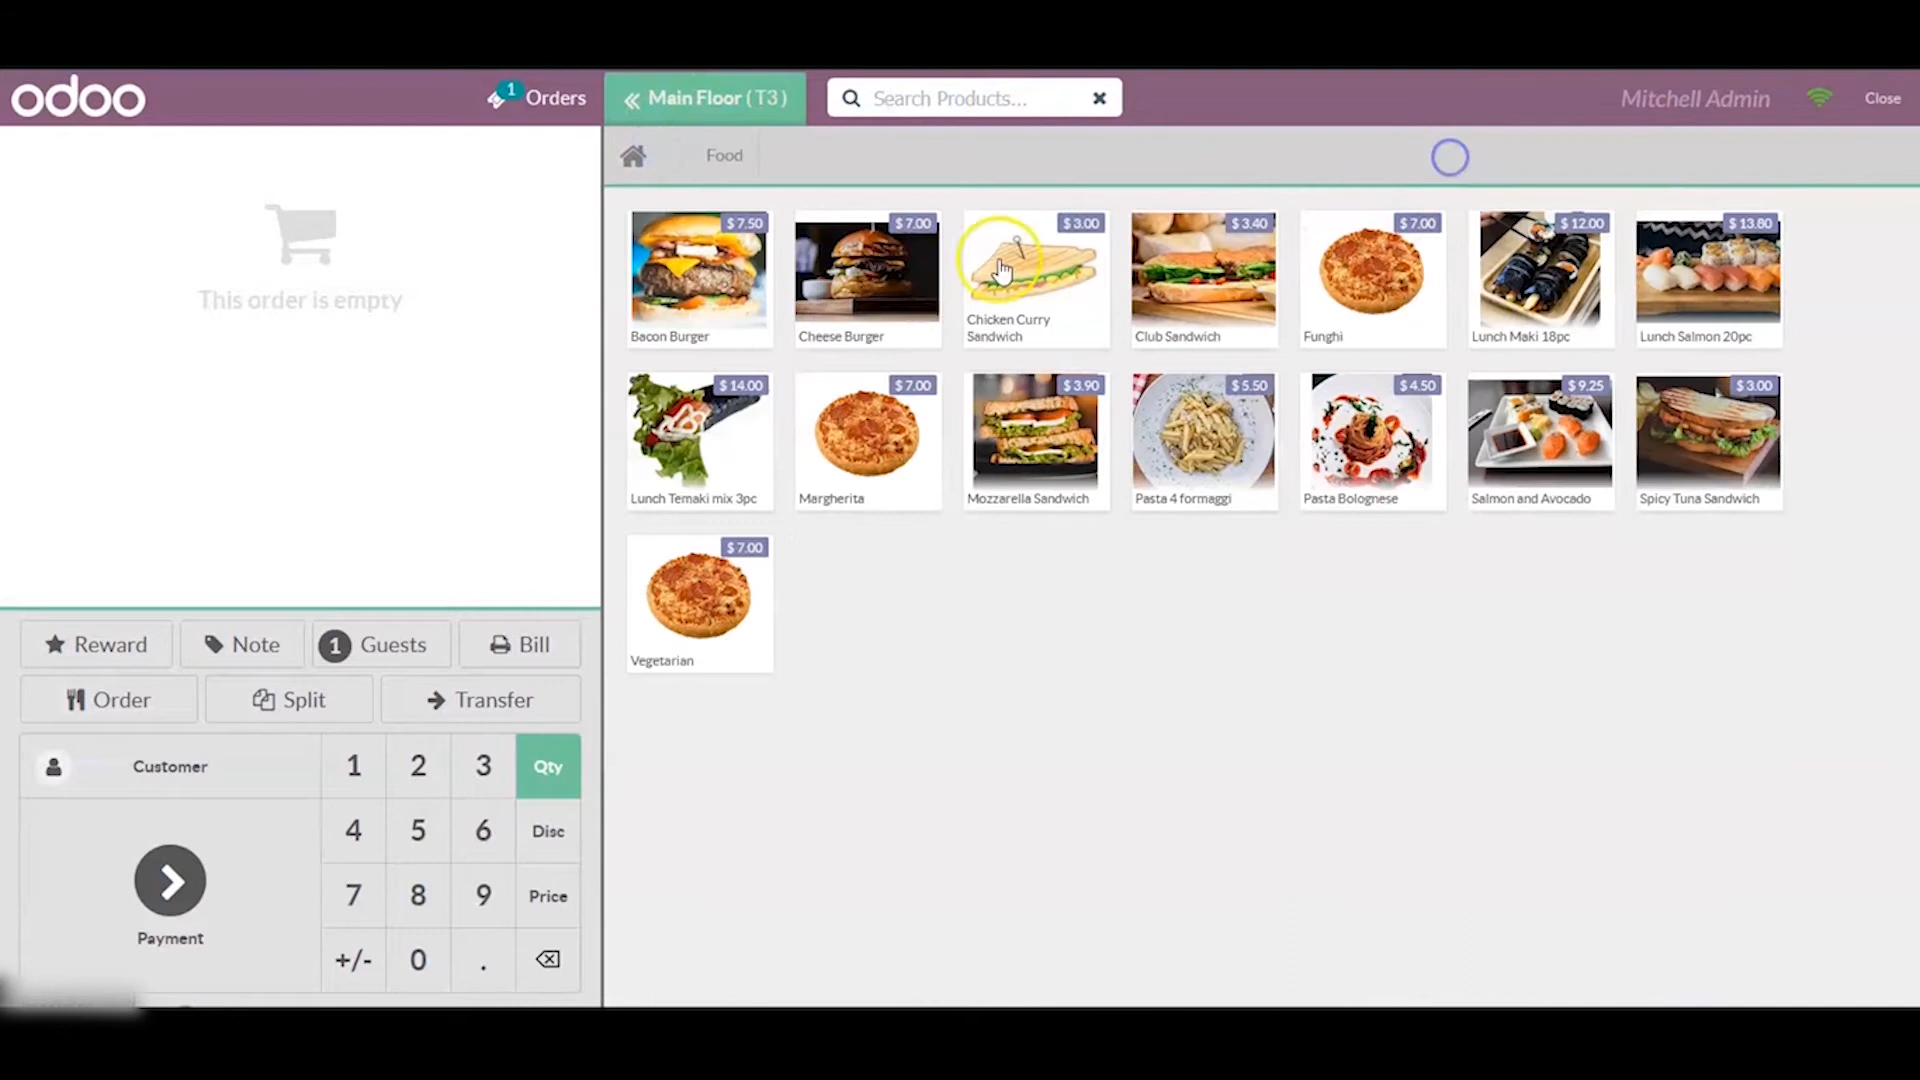 odoo
1 Orders
Main Floor ( T3 )
Search Products...
Mitchell Admin
Close
Food
This order is empty
$ 7.50
Bacon Burger
$ 7.00
Cheese Burger
$ 3.00
Chicken Curry
Sandwich
$ 3.40
Club Sandwich
$ 7.00
Funghi
$ 12.00
Lunch Maki 18pc
$ 13.80
Lunch Salmon 20pc
$ 14.00
Lunch Temaki mix 3pc
$ 7.00
Margherita
$ 3.90
Mozzarella Sandwich
$ 5.50
Pasta 4 formaggi
$ 4.50
Pasta Bolognese
$ 9.25
Salmon and Avocado
$ 3.00
Spicy Tuna Sandwich
$ 7.00
Vegetarian
Reward
Note
1 Guests
Bill
Order
Split
Transfer
Customer
1 2 3 Qty
4 5 6 Disc
7 8 9 Price
+/- 0 .
Payment